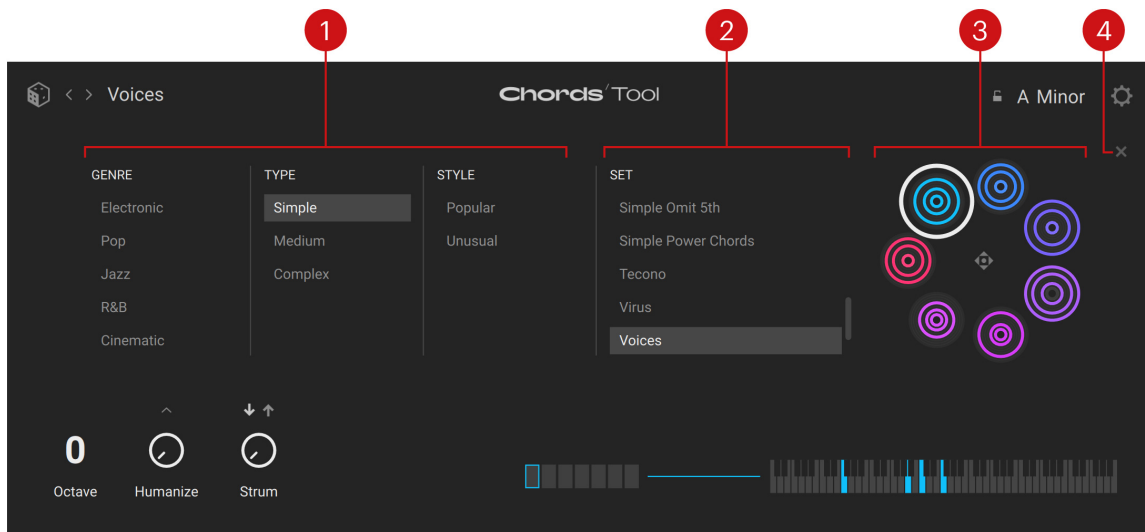 1
2
3
4
Voices
Chords' Tool
A Minor
GENRE
Electronic
Pop
Jazz
R&B
Cinematic
TYPE
Simple
Medium
Complex
STYLE
Popular
Unusual
SET
Simple Omit 5th
Simple Power Chords
Tecono
Virus
Voices
0
Octave
Humanize
Strum